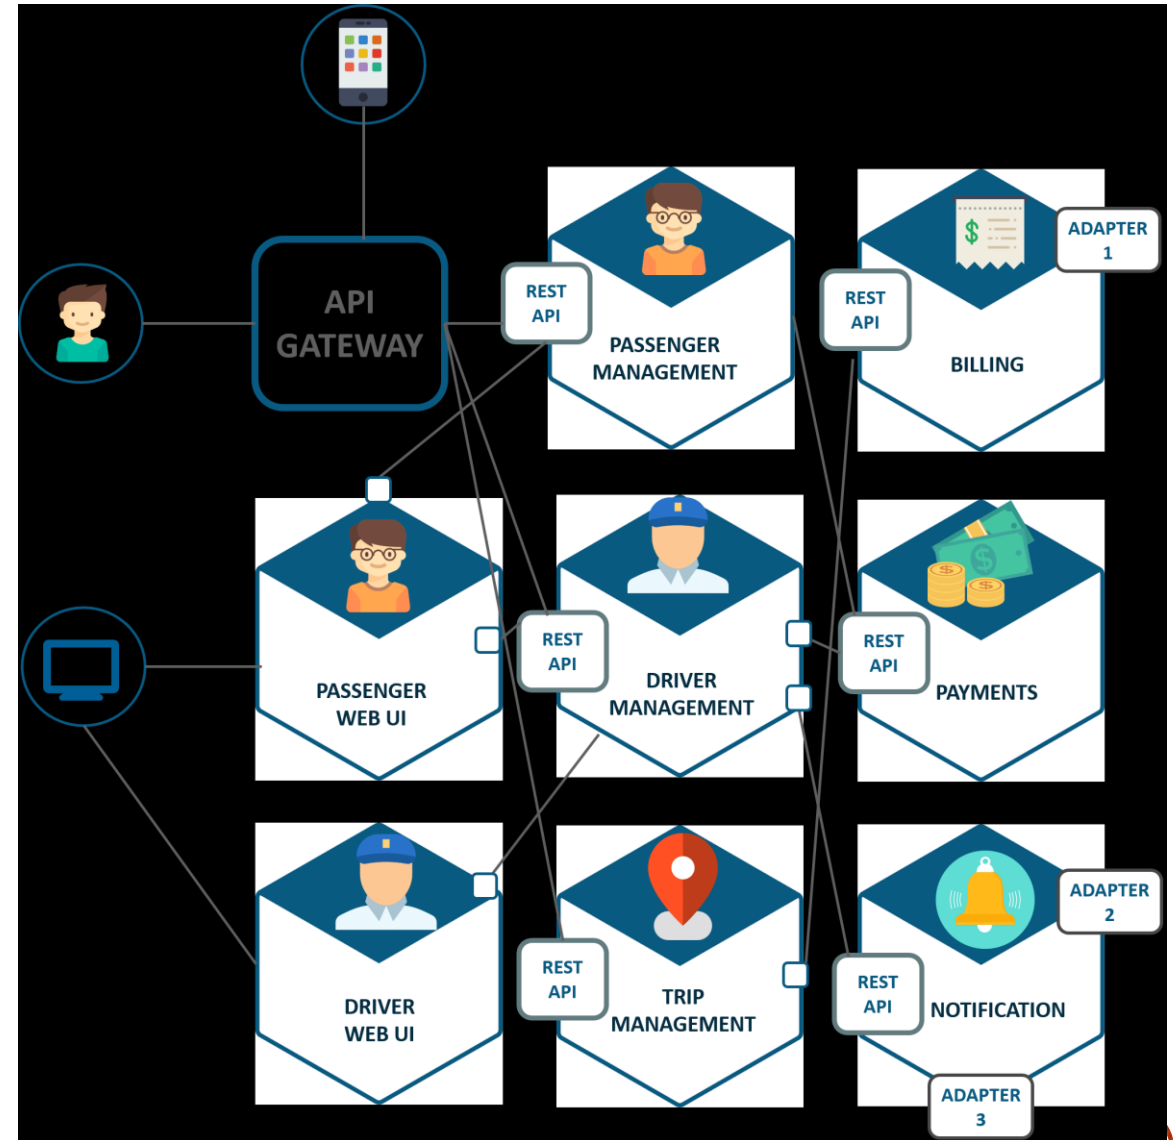 API
GATEWAY
REST
API
PASSENGER
MANAGEMENT
REST
API
ADAPTER
1
BILLING
PASSENGER
WEB UI
REST
API
DRIVER
MANAGEMENT
REST
API
PAYMENTS
DRIVER
WEB UI
REST
API
TRIP
MANAGEMENT
REST
API
ADAPTER
2
NOTIFICATION
ADAPTER
3